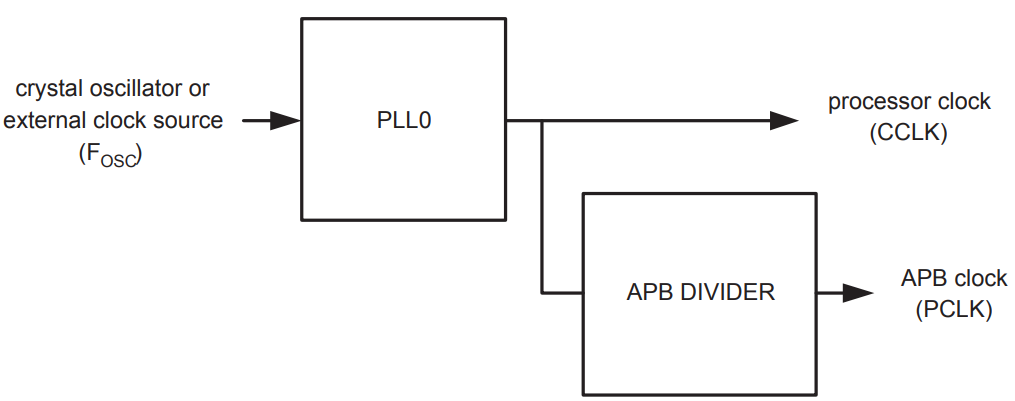 crystal oscillator or
external clock source
(FOSC)
PLL0
processor clock
(CCLK)
APB DIVIDER
APB clock
(PCLK)